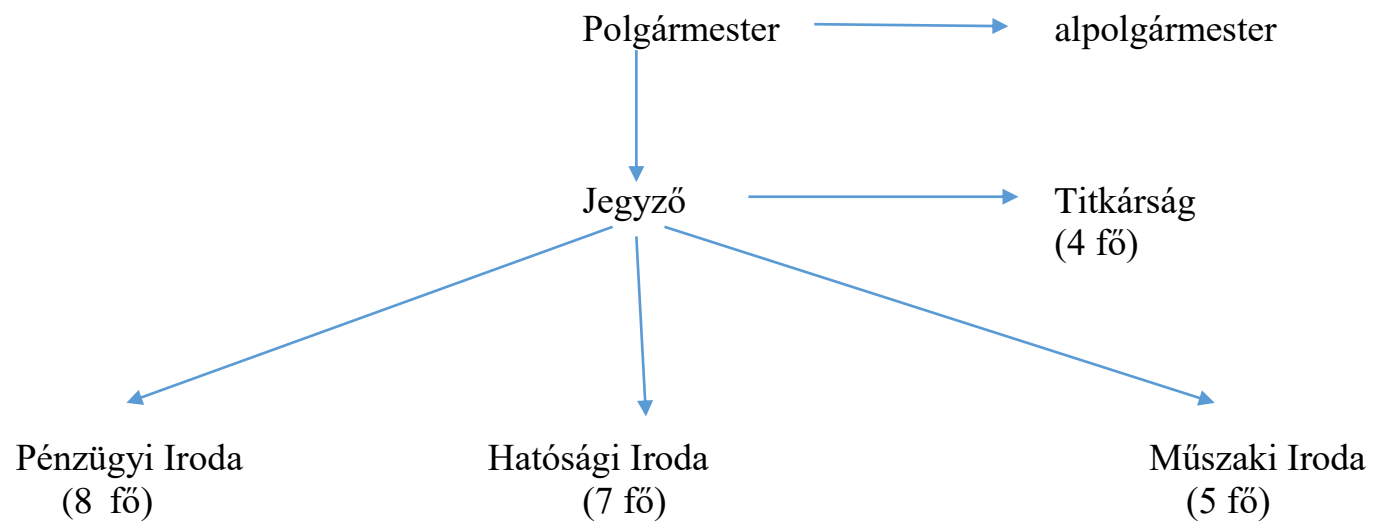 Polgármester
alpolgármester
Jegyző
Titkárság
(4 fő)
Pénzügyi Iroda
(8 fő)
Hatósági Iroda
(7 fő)
Műszaki Iroda
(5 fő)